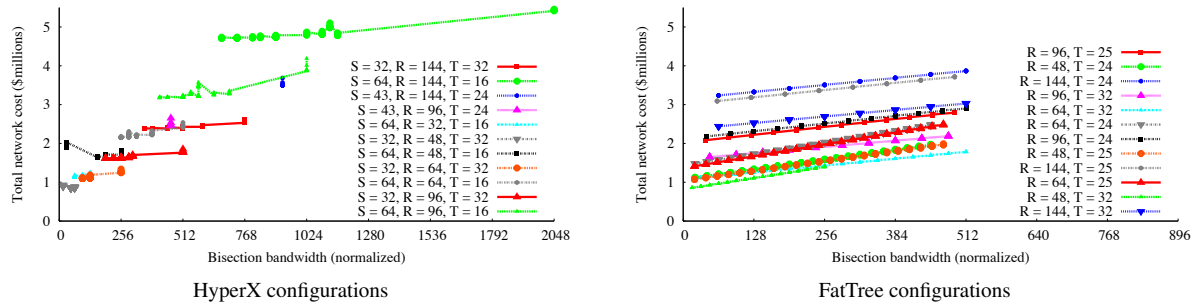 Total network cost ($millions)
5
4
3
2
1
0
S = 32, R = 144, T = 32
S = 64, R = 144, T = 16
S = 43, R = 144, T = 24
S = 43, R = 96, T = 24
S = 64, R = 32, T = 16
S = 32, R = 48, T = 32
S = 64, R = 48, T = 16
S = 32, R = 64, T = 32
S = 64, R = 64, T = 16
S = 32, R = 96, T = 32
S = 64, R = 96, T = 16
0 256 512 768 1024 1280 1536 1792 2048
Bisection bandwidth (normalized)
HyperX configurations
Total network cost ($millions)
5
4
3
2
1
0
R = 96, T = 25
R = 48, T = 24
R = 144, T = 24
R = 96, T = 32
R = 64, T = 32
R = 64, T = 24
R = 96, T = 24
R = 48, T = 25
R = 144, T = 25
R = 64, T = 25
R = 48, T = 32
R = 144, T = 32
0 128 256 384 512 640 768 896
Bisection bandwidth (normalized)
FatTree configurations